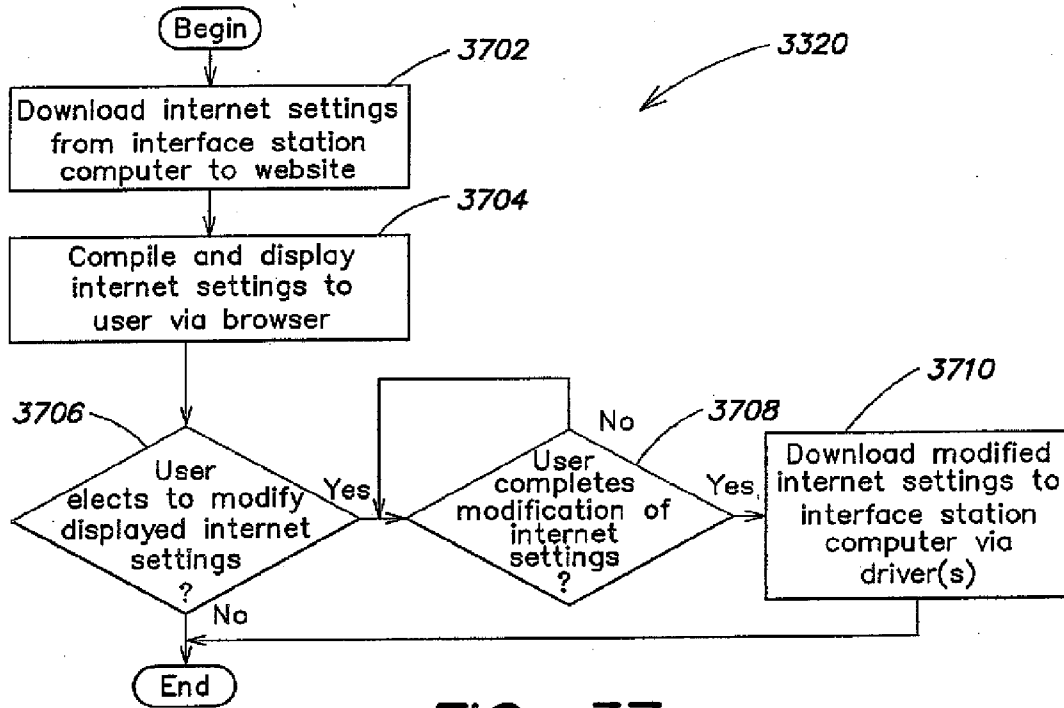 Begin
3702
3320
Download internet settings
from interface station
computer to website
3704
Compile and display
internet settings to
user via browser
3706
User
elects to modify
displayed internet
settings
?
Yes
No
3708
No
User
completes
modification of
internet
settings
?
Yes
3710
Download modified
internet settings to
interface station
computer via
driver(s)
End